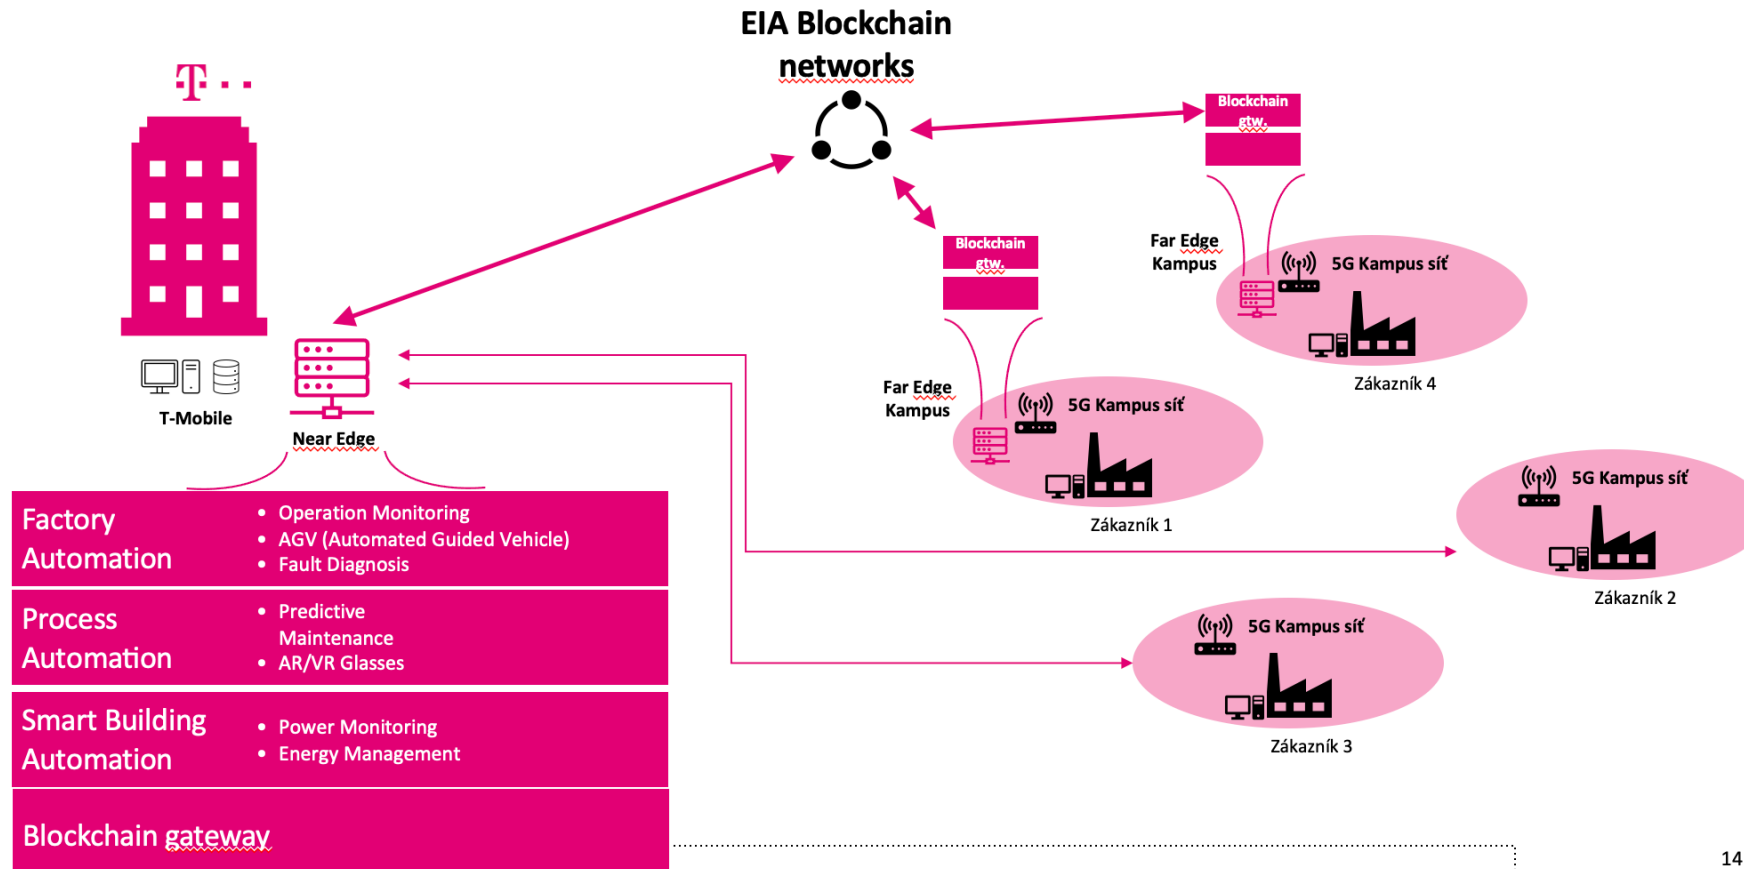 EIA Blockchain
networks
T
Blockchain
gtw.
Blockchain
gtw.
Far Edge
Kampus
5G Kampus síť
Zákazník 4
Far Edge
Kampus
5G Kampus síť
Zákazník 1
T-Mobile
Near Edge
5G Kampus síť
Zákazník 2
5G Kampus síť
Zákazník 3
Factory
Automation
• Operation Monitoring
• AGV (Automated Guided Vehicle)
• Fault Diagnosis
Process
Automation
• Predictive
Maintenance
• AR/VR Glasses
Smart Building
Automation
• Power Monitoring
• Energy Management
Blockchain gateway
14